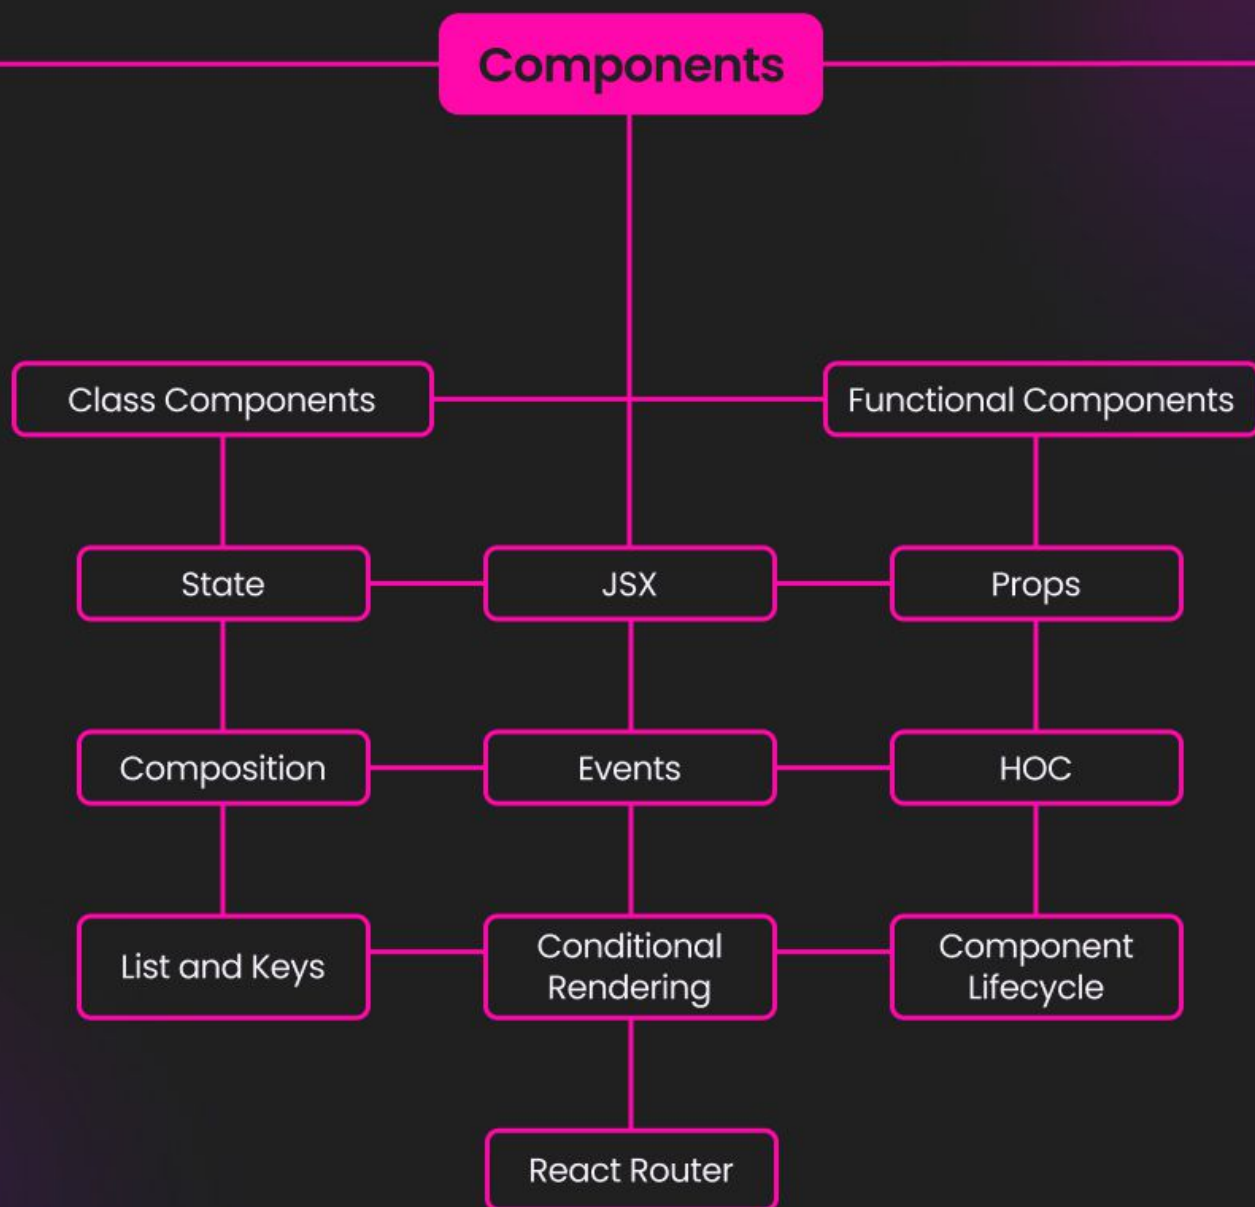 Components
Class Components
Functional Components
State
JSX
Props
Composition
Events
HOC
List and Keys
Conditional
Rendering
Component
Lifecycle
React Router